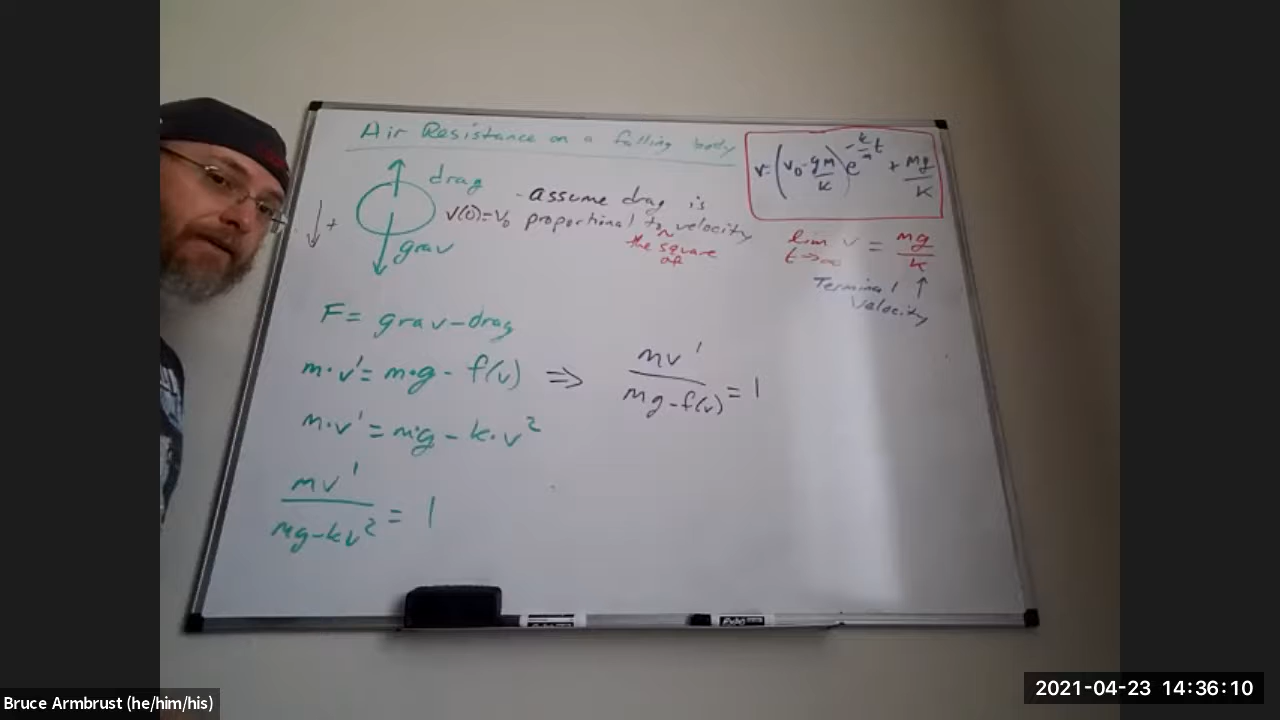 Air Resistance on a falling body
drag
- assume drag is
v(0)=v₀ proportional to velocity
the square
of
+
grav
v=(v₀-gm/k)e^(-k/m t) + mg/k
lim t→∞ v = mg/k
Terminal ↑
velocity
F= grav-drag
m·v'=m·g - f(v) ⇒ mv'/(mg-f(v)) = 1
m·v'=m·g - k·v²
mv'/(mg-kv²) = 1
Bruce Armbrust (he/him/his)
2021-04-23 14:36:10